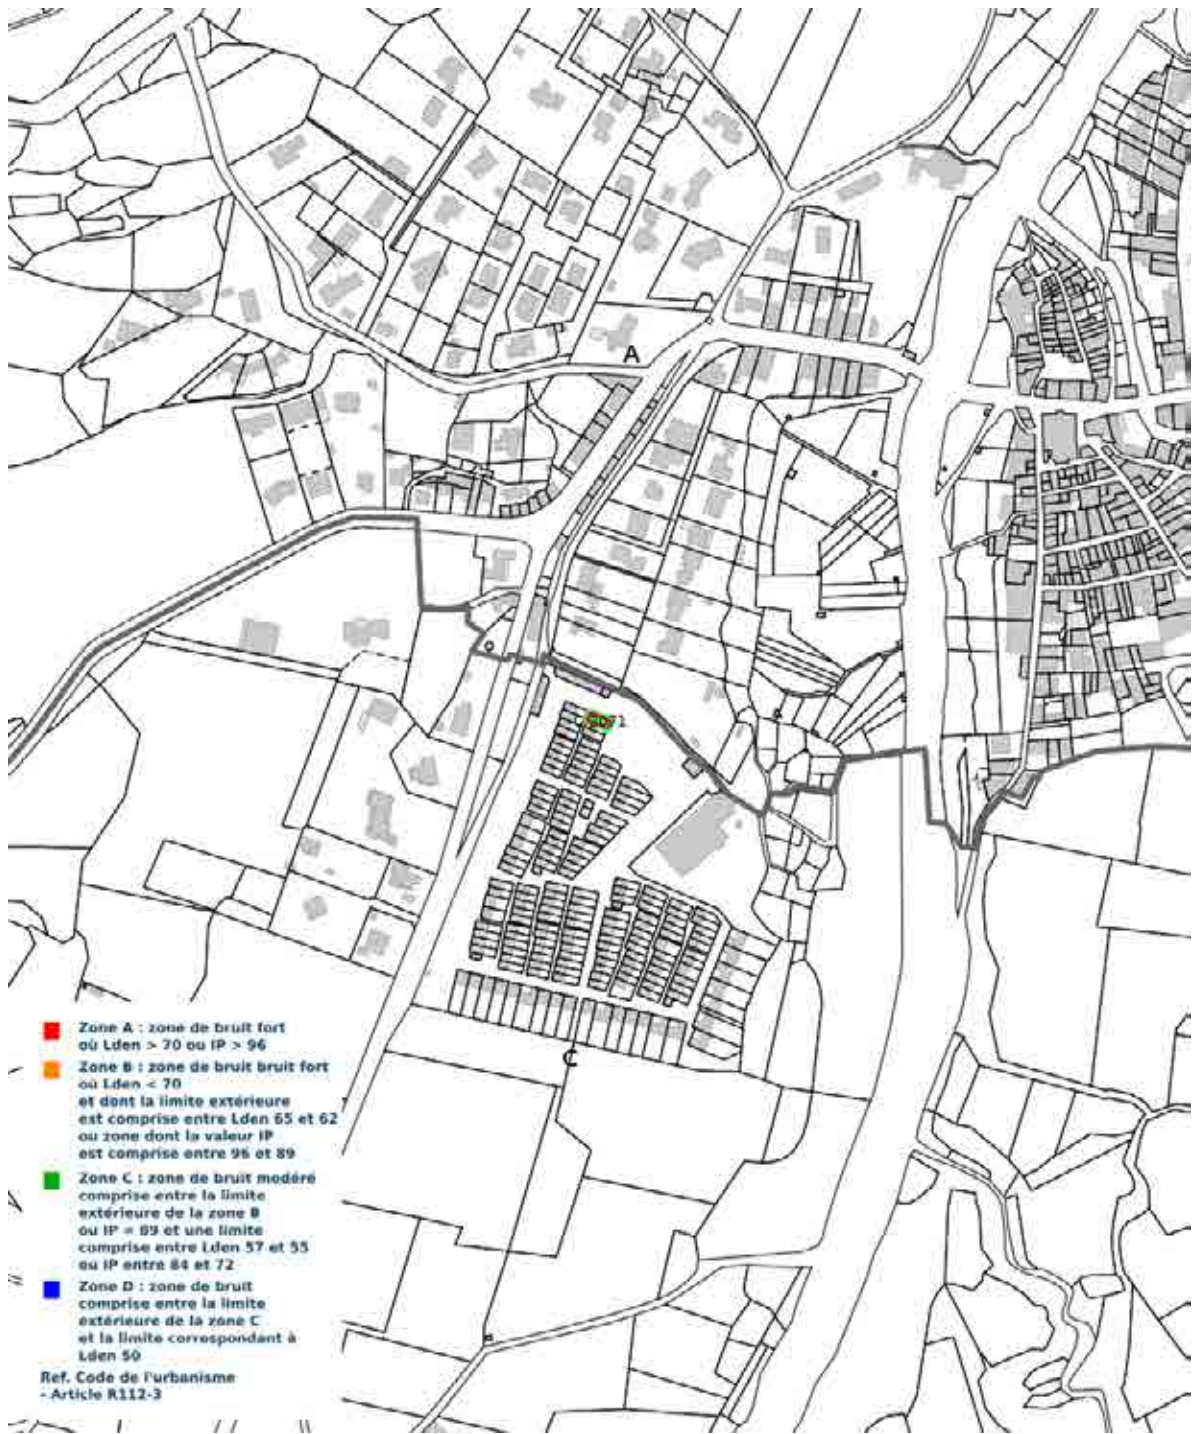 A
C
Zone A : zone de bruit fort
où Lden > 70 ou IP > 96
Zone B : zone de bruit bruit fort
où Lden < 70
et dont la limite extérieure
est comprise entre Lden 65 et 62
ou zone dont la valeur IP
est comprise entre 96 et 89
Zone C : zone de bruit modéré
comprise entre la limite
extérieure de la zone B
ou IP = 89 et une limite
comprise entre Lden 57 et 55
ou IP entre 84 et 72
Zone D : zone de bruit
comprise entre la limite
extérieure de la zone C
et la limite correspondant à
Lden 50
Ref. Code de l'urbanisme
- Article R112-3